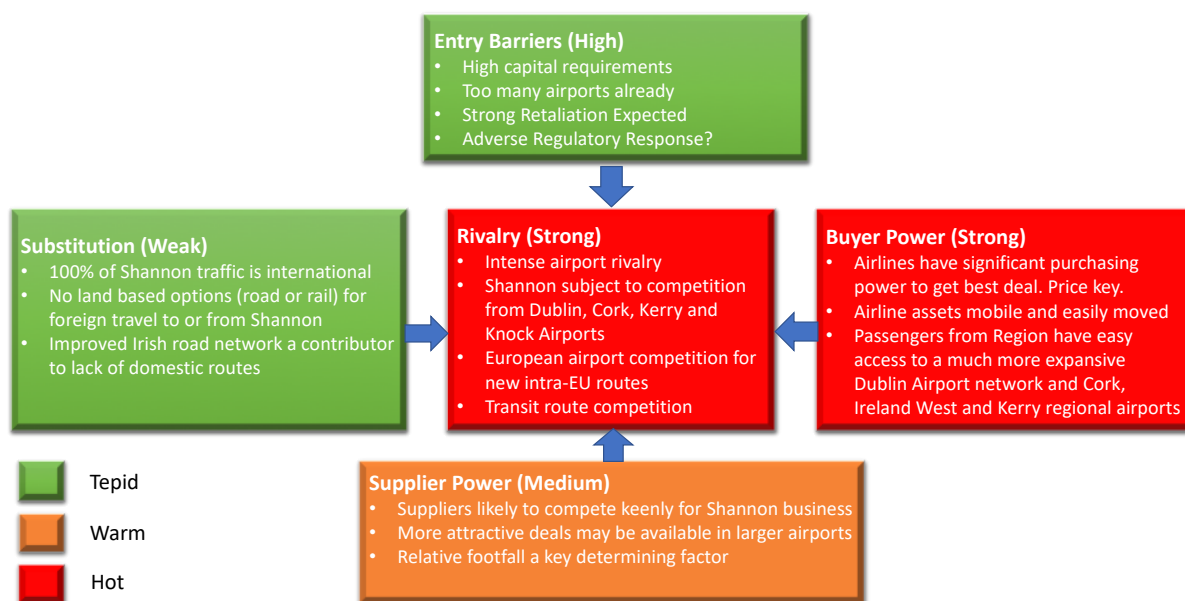 Entry Barriers (High)
• High capital requirements
• Too many airports already
• Strong Retaliation Expected
• Adverse Regulatory Response?
Substitution (Weak)
• 100% of Shannon traffic is international
• No land based options (road or rail) for
foreign travel to or from Shannon
• Improved Irish road network a contributor
to lack of domestic routes
Rivalry (Strong)
• Intense airport rivalry
• Shannon subject to competition
from Dublin, Cork, Kerry and
Knock Airports
• European airport competition for
new intra-EU routes
• Transit route competition
Buyer Power (Strong)
• Airlines have significant purchasing
power to get best deal. Price key.
• Airline assets mobile and easily moved
• Passengers from Region have easy
access to a much more expansive
Dublin Airport network and Cork,
Ireland West and Kerry regional airports
Supplier Power (Medium)
• Suppliers likely to compete keenly for Shannon business
• More attractive deals may be available in larger airports
• Relative footfall a key determining factor
Tepid
Warm
Hot